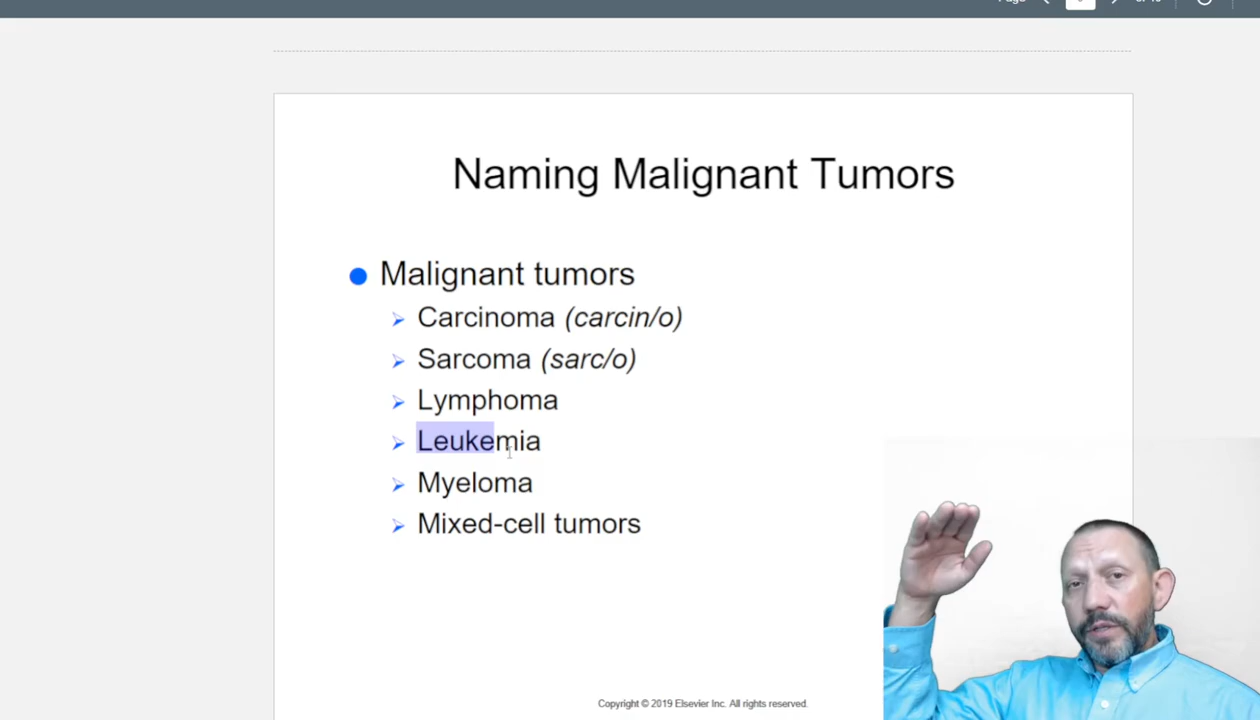 Naming Malignant Tumors
Malignant tumors
Carcinoma (carcin/o)
Sarcoma (sarc/o)
Lymphoma
Leukemia
Myeloma
Mixed-cell tumors
Copyright © 2019 Elsevier Inc. All rights reserved.